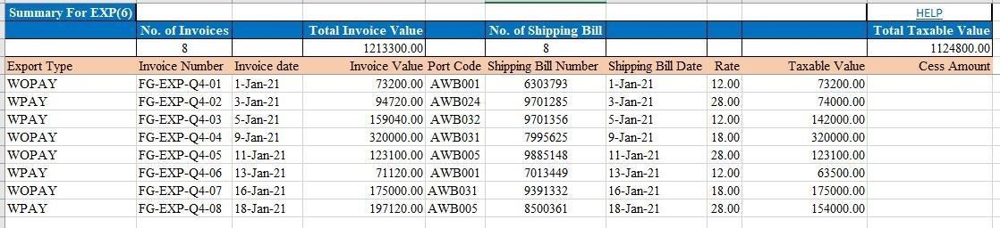 Summary For EXP(6) HELP
No. of Invoices Total Invoice Value No. of Shipping Bill Total Taxable Value
8 1213300.00 8 1124800.00
Export Type Invoice Number Invoice date Invoice Value Port Code Shipping Bill Number Shipping Bill Date Rate Taxable Value Cess Amount
WOPAY FG-EXP-Q4-01 1-Jan-21 73200.00 AWB001 6303793 1-Jan-21 12.00 73200.00
WPAY FG-EXP-Q4-02 3-Jan-21 94720.00 AWB024 9701285 3-Jan-21 28.00 74000.00
WPAY FG-EXP-Q4-03 5-Jan-21 159040.00 AWB032 9701356 5-Jan-21 12.00 142000.00
WOPAY FG-EXP-Q4-04 9-Jan-21 320000.00 AWB031 7995625 9-Jan-21 18.00 320000.00
WOPAY FG-EXP-Q4-05 11-Jan-21 123100.00 AWB005 9885148 11-Jan-21 28.00 123100.00
WPAY FG-EXP-Q4-06 13-Jan-21 71120.00 AWB001 7013449 13-Jan-21 12.00 63500.00
WOPAY FG-EXP-Q4-07 16-Jan-21 175000.00 AWB031 9391332 16-Jan-21 18.00 175000.00
WPAY FG-EXP-Q4-08 18-Jan-21 197120.00 AWB005 8500361 18-Jan-21 28.00 154000.00